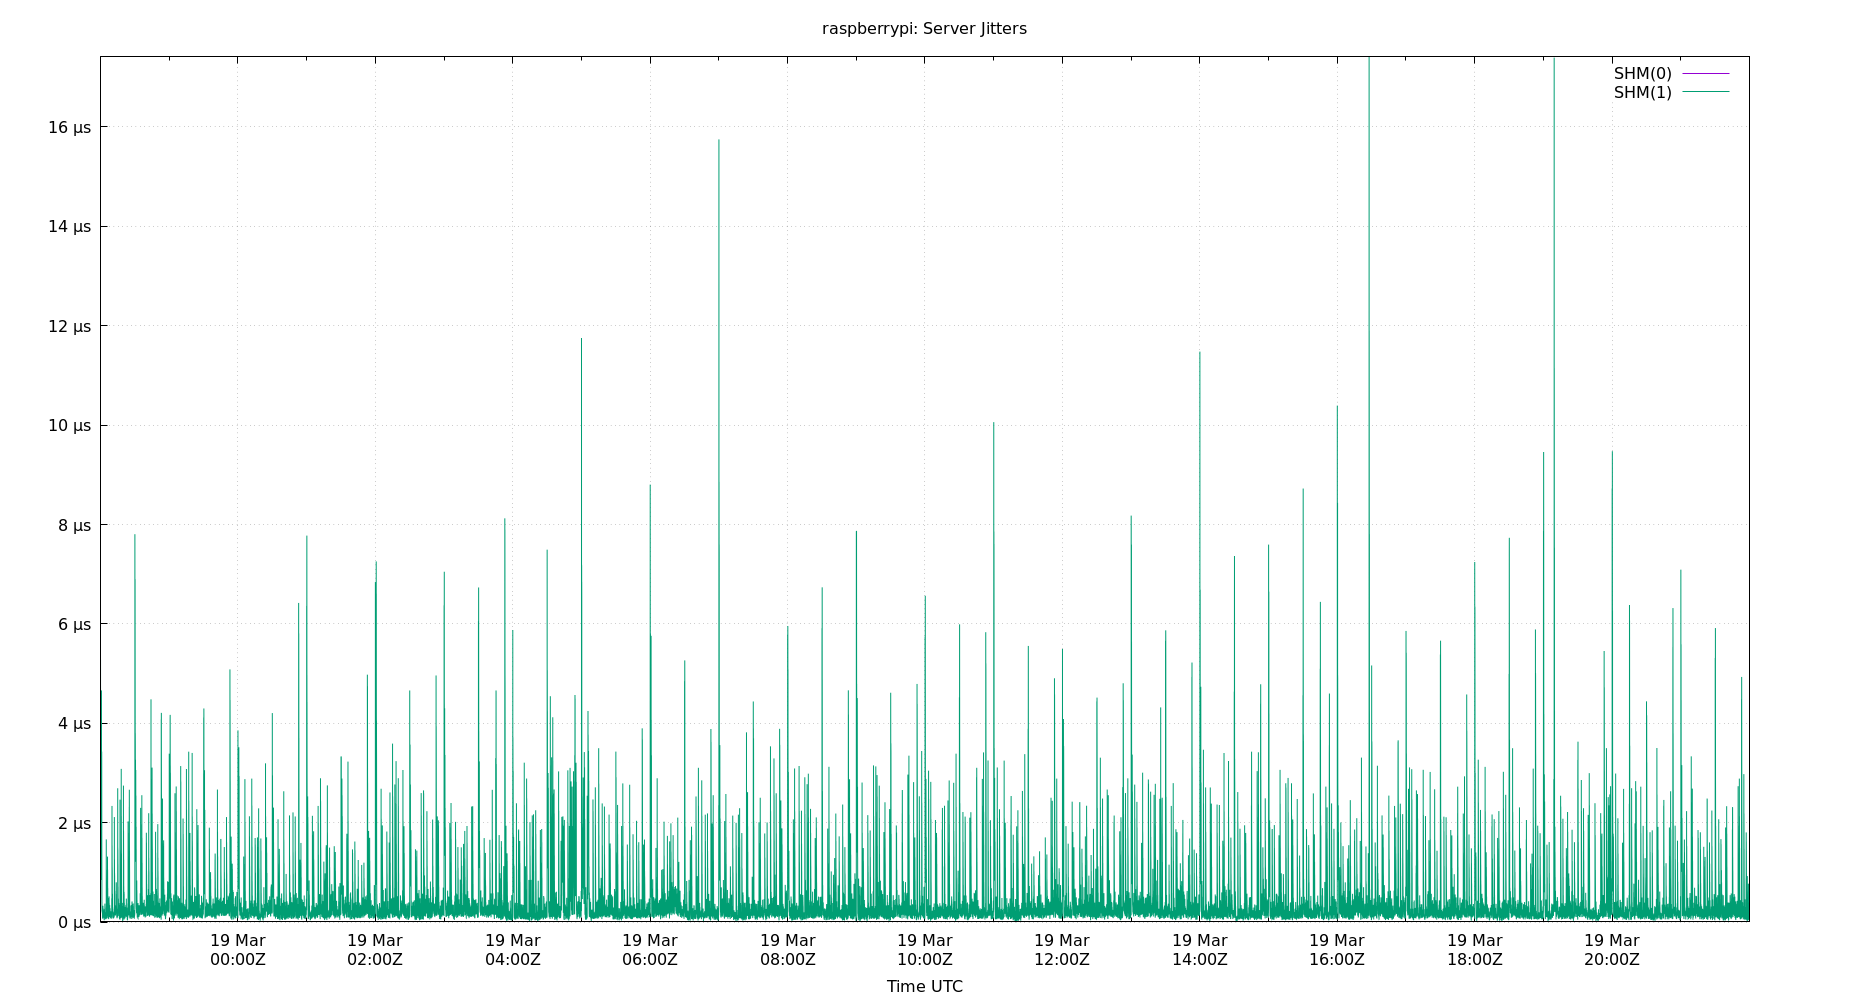 raspberrypi: Server Jitters
SHM(0)
SHM(1)
16 µs
14 µs
12 µs
10 µs
8 µs
6 µs
4 µs
2 µs
0 µs
19 Mar 19 Mar 19 Mar 19 Mar 19 Mar 19 Mar 19 Mar 19 Mar 19 Mar 19 Mar 19 Mar
00:00Z 02:00Z 04:00Z 06:00Z 08:00Z 10:00Z 12:00Z 14:00Z 16:00Z 18:00Z 20:00Z
Time UTC